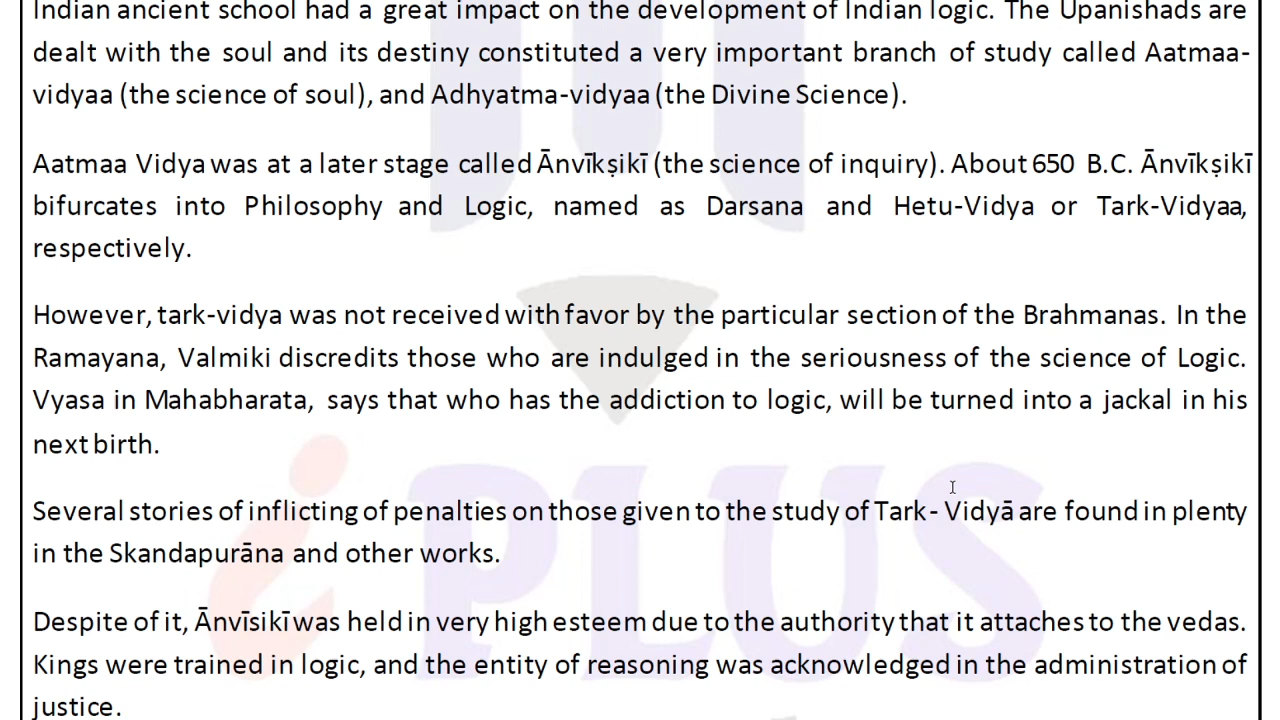 Indian ancient school had a great impact on the development of Indian logic. The Upanishads are
dealt with the soul and its destiny constituted a very important branch of study called Aatmaa-
vidyaa (the science of soul), and Adhyatma-vidyaa (the Divine Science).
Aatmaa Vidya was at a later stage called Ānvīkṣikī (the science of inquiry). About 650 B.C. Ānvīkṣikī
bifurcates into Philosophy and Logic, named as Darsana and Hetu-Vidya or Tark-Vidyaa,
respectively.
However, tark-vidya was not received with favor by the particular section of the Brahmanas. In the
Ramayana, Valmiki discredits those who are indulged in the seriousness of the science of Logic.
Vyasa in Mahabharata, says that who has the addiction to logic, will be turned into a jackal in his
next birth.
Several stories of inflicting of penalties on those given to the study of Tark- Vidyā are found in plenty
in the Skandapurāna and other works.
Despite of it, Ānvīsikī was held in very high esteem due to the authority that it attaches to the vedas.
Kings were trained in logic, and the entity of reasoning was acknowledged in the administration of
justice.
iPLUS